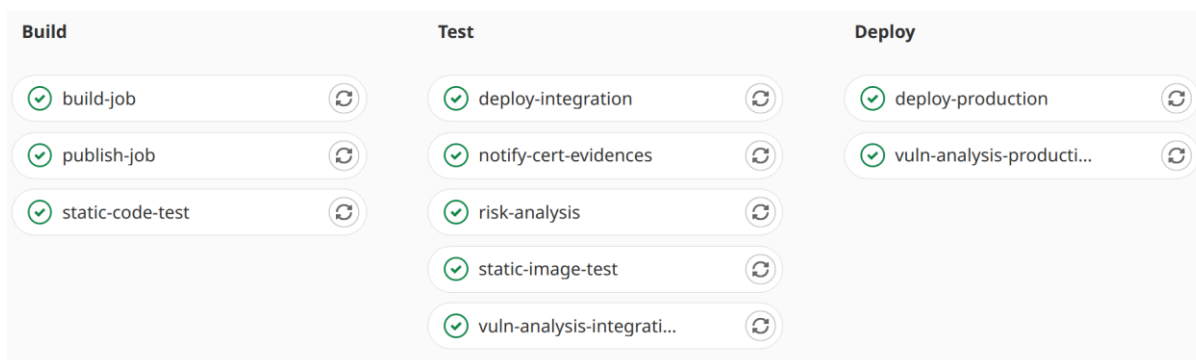 Build
build-job
publish-job
static-code-test
Test
deploy-integration
notify-cert-evidences
risk-analysis
static-image-test
vuln-analysis-integrati...
Deploy
deploy-production
vuln-analysis-producti...